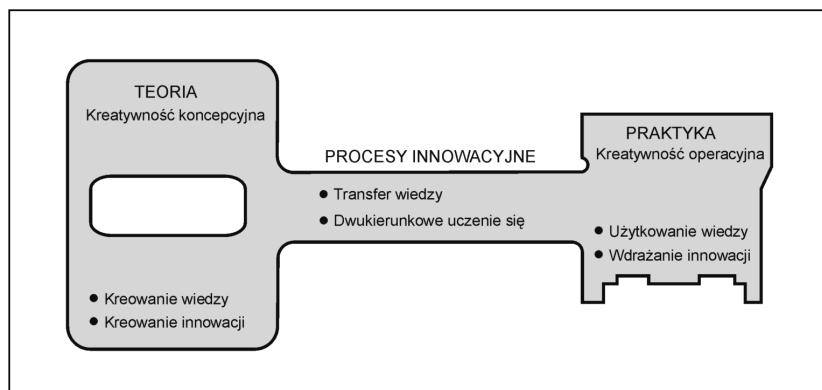 TEORIA
Kreatywność koncepcyjna
● Kreowanie wiedzy
● Kreowanie innowacji
PROCESY INNOWACYJNE
● Transfer wiedzy
● Dwukierunkowe uczenie się
PRAKTYKA
Kreatywność operacyjna
● Użytkowanie wiedzy
● Wdrażanie innowacji